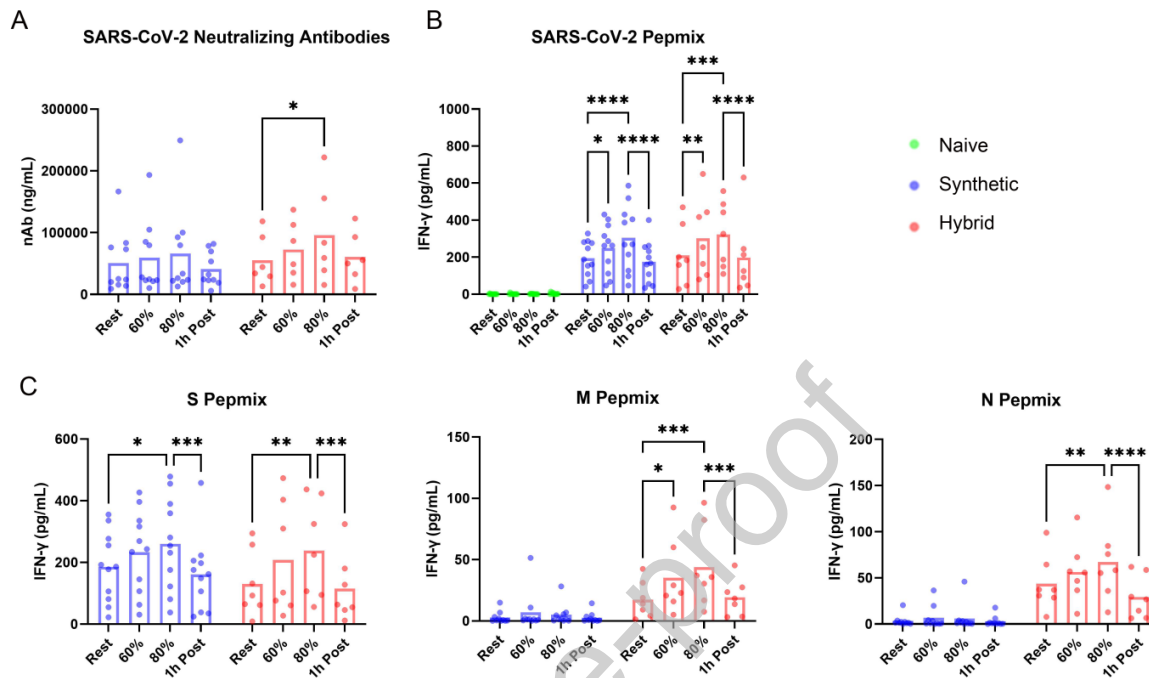 A
SARS-CoV-2 Neutralizing Antibodies
nAb (ng/mL)
300000
200000
100000
0
*
Rest
60%
80%
1h Post
Rest
60%
80%
1h Post
B
SARS-CoV-2 Pepmix
IFN-γ (pg/mL)
1000
800
600
400
200
0
****
* ****
***
** ****
Rest
60%
80%
1h Post
Rest
60%
80%
1h Post
Rest
60%
80%
1h Post
Naive
Synthetic
Hybrid
C
S Pepmix
IFN-γ (pg/mL)
600
400
200
0
* ***
** ***
Rest
60%
80%
1h Post
Rest
60%
80%
1h Post
M Pepmix
IFN-γ (pg/mL)
150
100
50
0
***
* ***
Rest
60%
80%
1h Post
Rest
60%
80%
1h Post
N Pepmix
IFN-γ (pg/mL)
200
150
100
50
0
** ****
Rest
60%
80%
1h Post
Rest
60%
80%
1h Post
e-proof